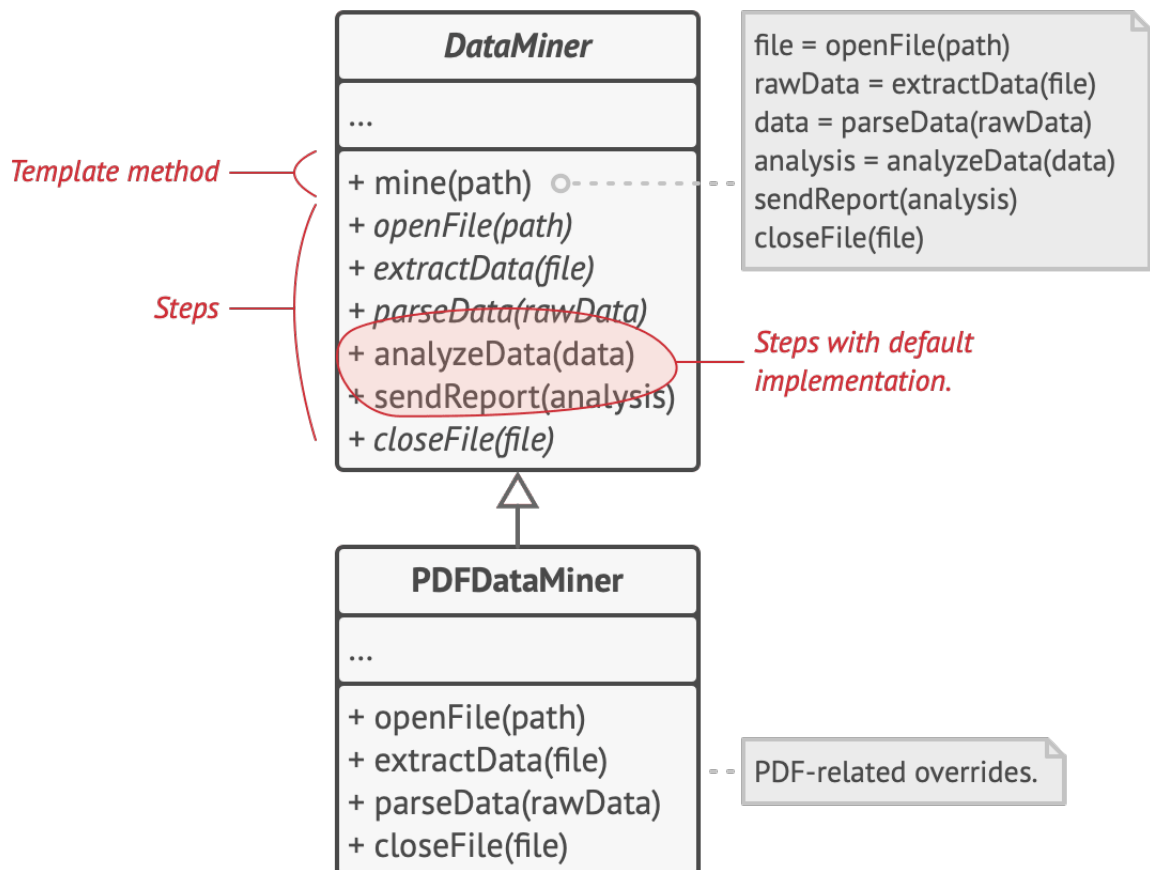 DataMiner
...
Template method
+ mine(path)
+ openFile(path)
+ extractData(file)
+ parseData(rawData)
+ analyzeData(data)
+ sendReport(analysis)
+ closeFile(file)
Steps
file = openFile(path)
rawData = extractData(file)
data = parseData(rawData)
analysis = analyzeData(data)
sendReport(analysis)
closeFile(file)
Steps with default
implementation.
PDFDataMiner
...
+ openFile(path)
+ extractData(file)
+ parseData(rawData)
+ closeFile(file)
PDF-related overrides.